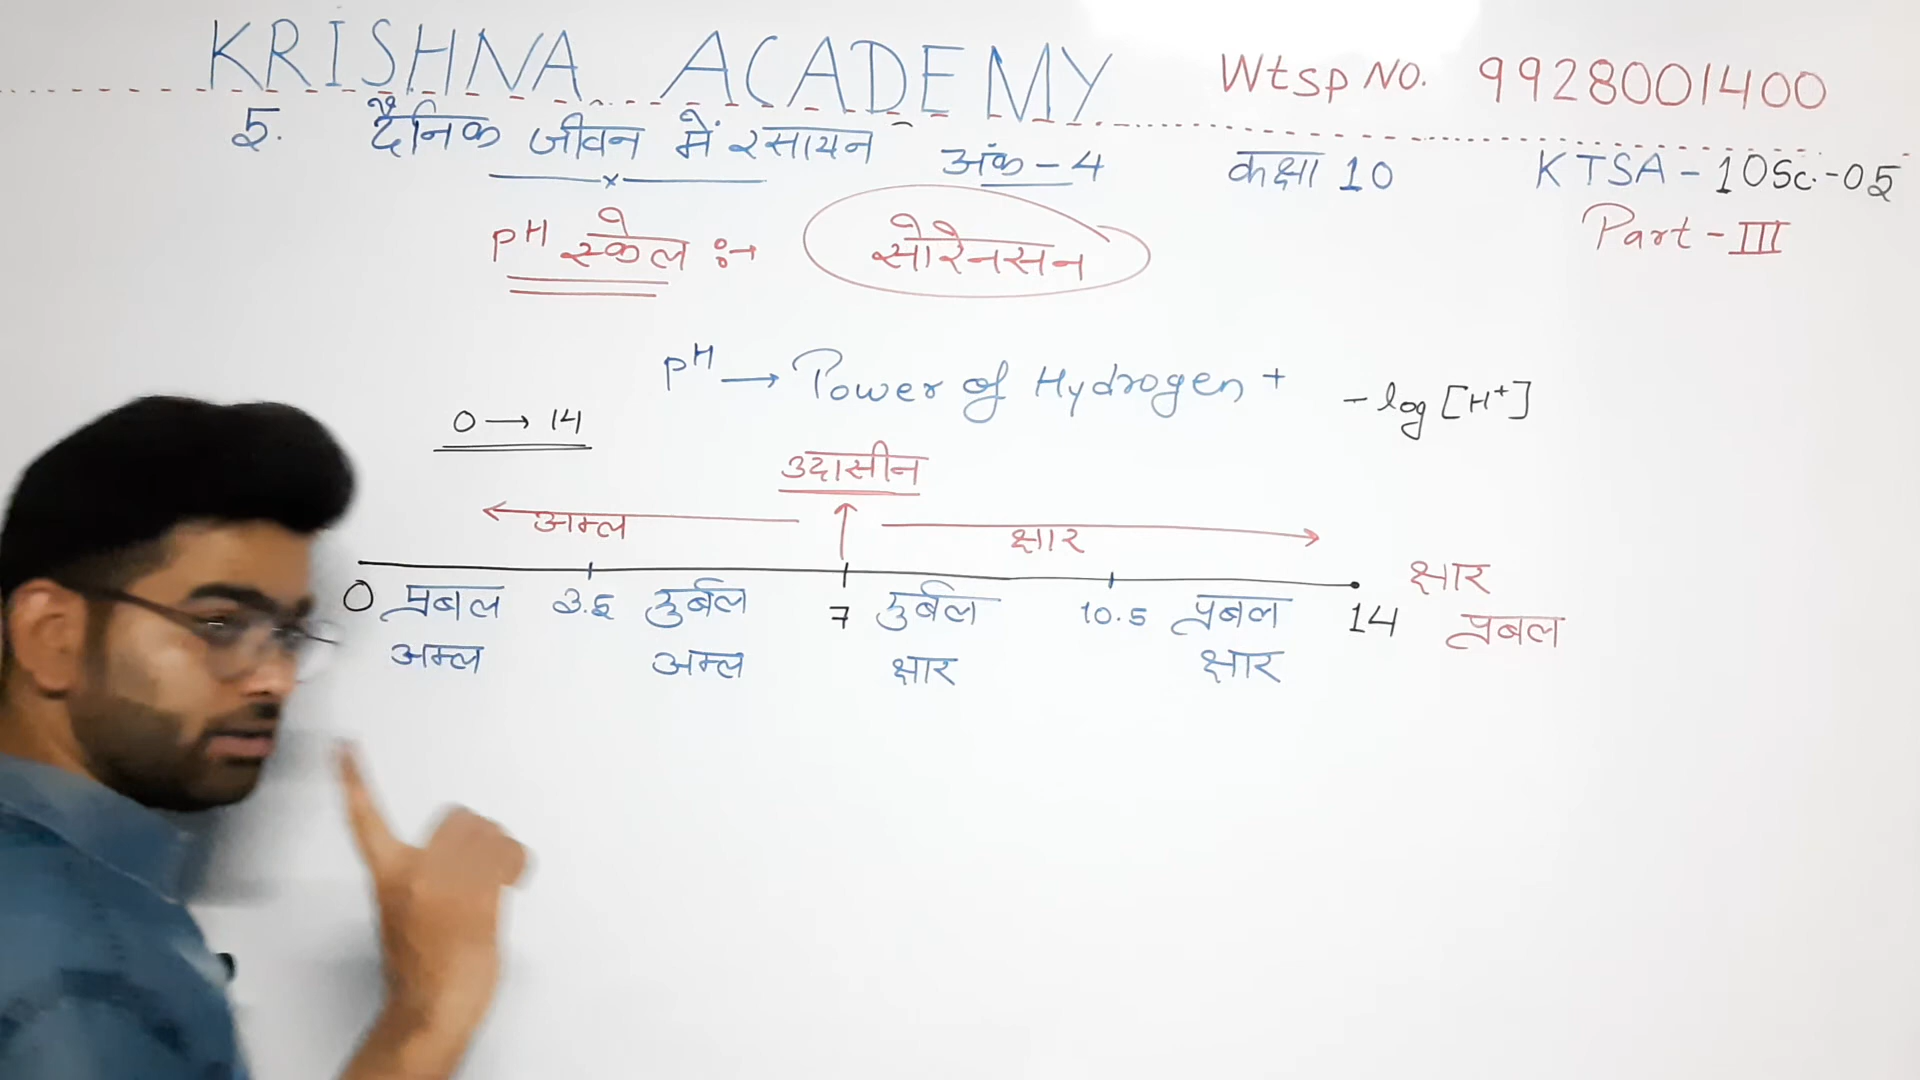 KRISHNA ACADEMY Wtsp NO. 9928001400
5. दैनिक जीवन में रसायन अंक - 4 कक्षा 10 KTSA - 10Sc.-05
Part - III
pH स्केल :→ सोरेनसन
pH → Power of Hydrogen + - log [H+]
0 → 14
उदासीन
← अम्ल क्षार →
क्षार
0 प्रबल 3.5 दुर्बल 7 दुर्बल 10.5 प्रबल 14 प्रबल
अम्ल अम्ल क्षार क्षार